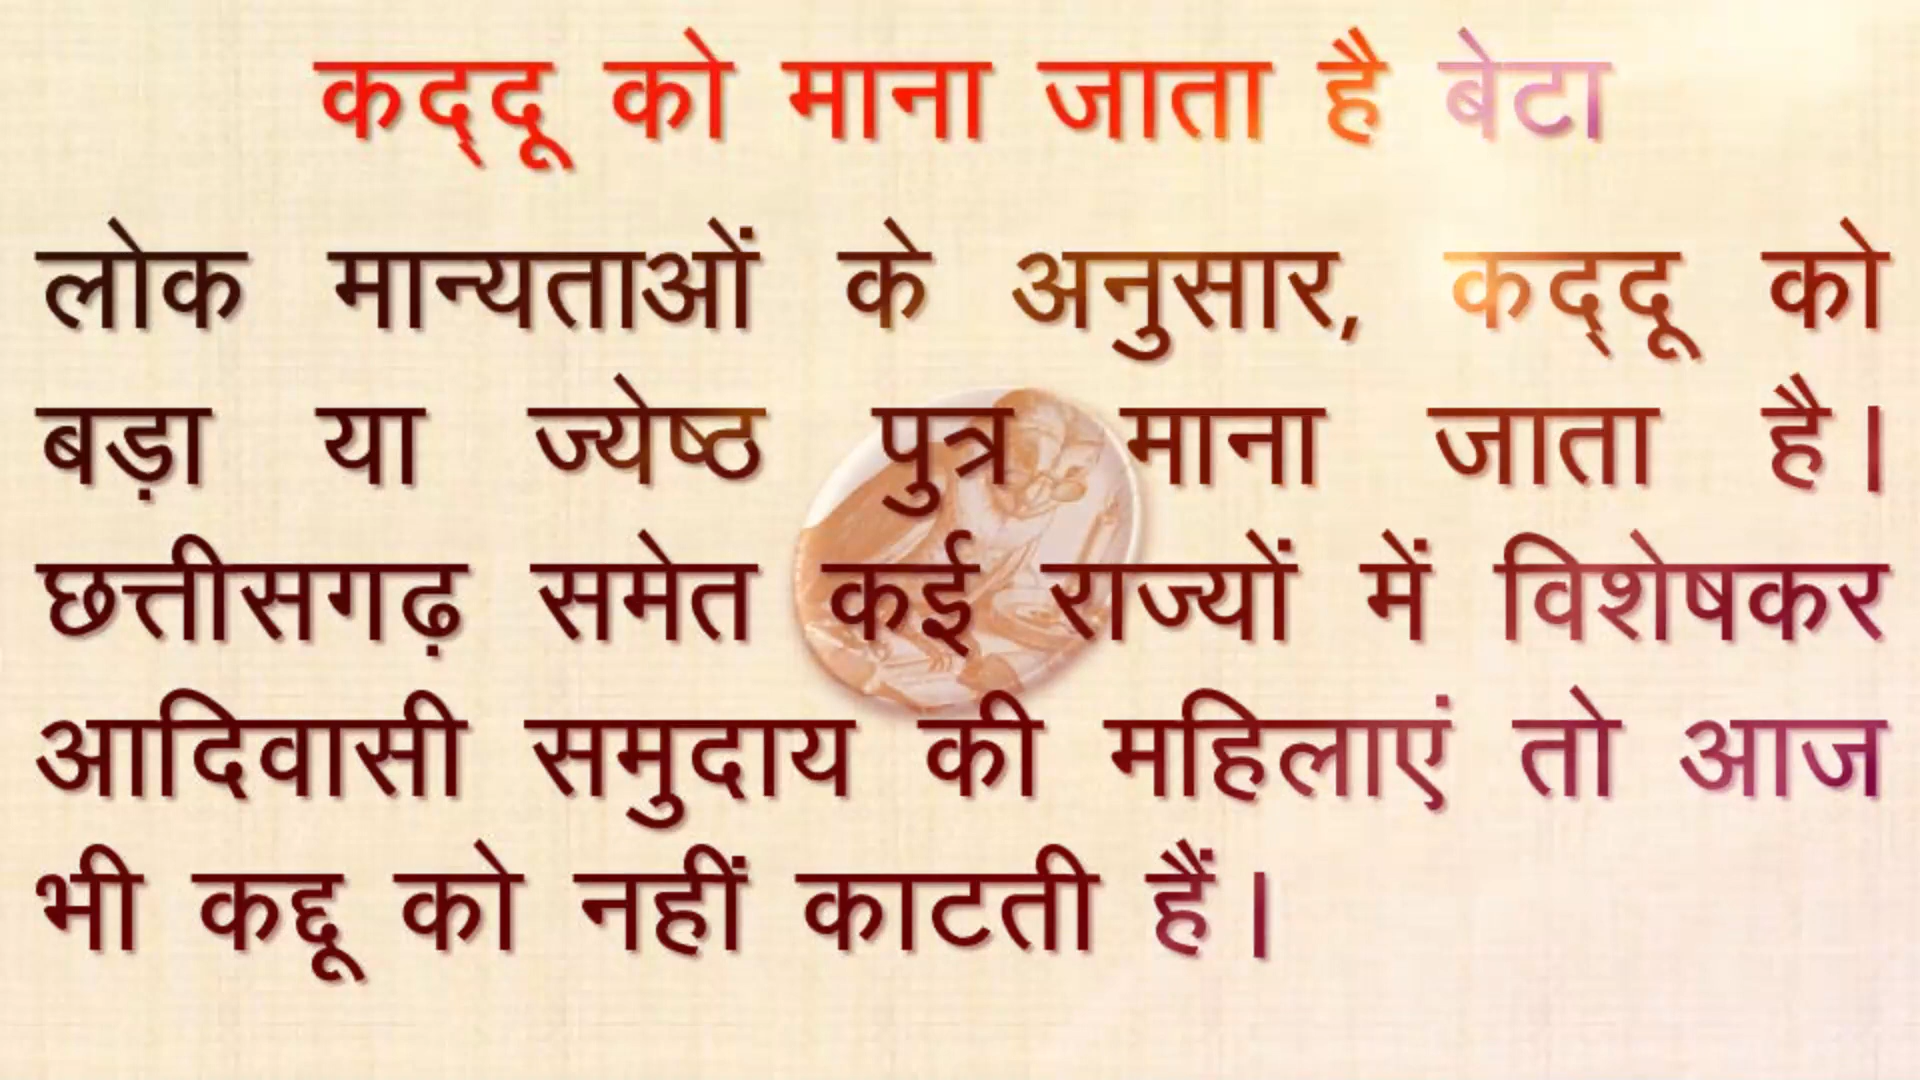 कद्‌दू को माना जाता है बेटा
लोक मान्यताओं के अनुसार, कद्‌दू को
बड़ा या ज्येष्ठ पुत्र माना जाता है।
छत्तीसगढ़ समेत कई राज्यों में विशेषकर
आदिवासी समुदाय की महिलाएं तो आज
भी कद्दू को नहीं काटती हैं।